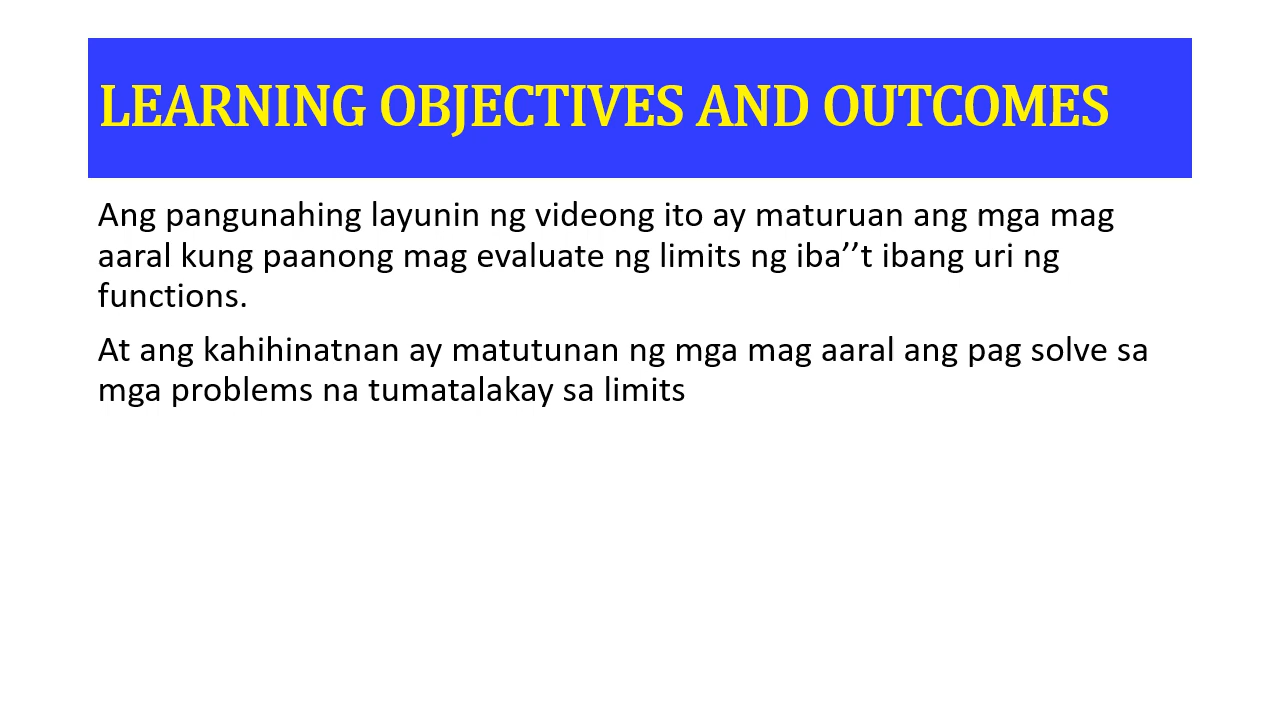 LEARNING OBJECTIVES AND OUTCOMES
Ang pangunahing layunin ng videong ito ay maturuan ang mga mag
aaral kung paanong mag evaluate ng limits ng iba’’t ibang uri ng
functions.
At ang kahihinatnan ay matutunan ng mga mag aaral ang pag solve sa
mga problems na tumatalakay sa limits